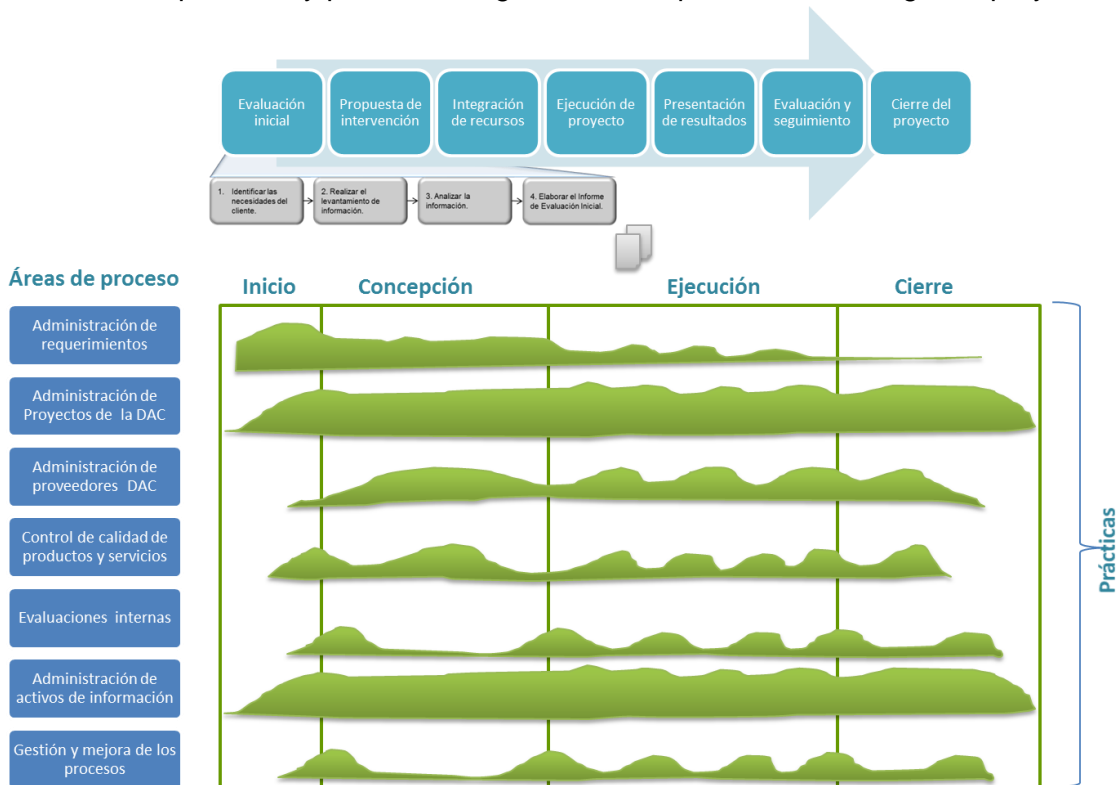 Evaluación
inicial
Propuesta de
intervención
Integración
de recursos
Ejecución de
proyecto
Presentación
de resultados
Evaluación y
seguimiento
Cierre del
proyecto
1. Identificar las
necesidades del
cliente.
2. Realizar el
levantamiento de
información.
3. Analizar la
información.
4. Elaborar el Informe
de Evaluación Inicial.
Áreas de proceso
Inicio
Concepción
Ejecución
Cierre
Administración de
requerimientos
Administración de
Proyectos de la DAC
Administración de
proveedores DAC
Control de calidad de
productos y servicios
Evaluaciones internas
Administración de
activos de información
Gestión y mejora de los
procesos
Prácticas